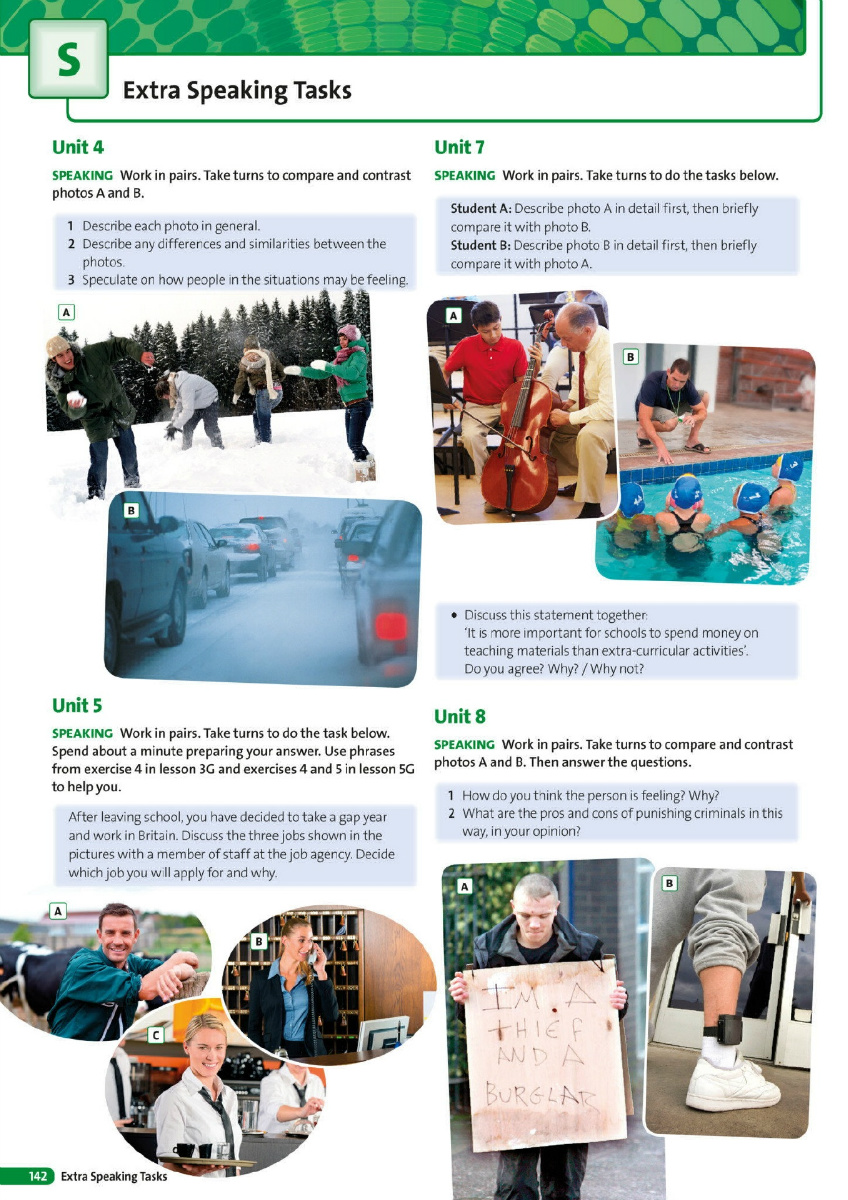 S
Extra Speaking Tasks
Unit 4
SPEAKING Work in pairs. Take turns to compare and contrast
photos A and B.
1 Describe each photo in general.
2 Describe any differences and similarities between the
photos.
3 Speculate on how people in the situations may be feeling.
A
B
Unit 5
SPEAKING Work in pairs. Take turns to do the task below.
Spend about a minute preparing your answer. Use phrases
from exercise 4 in lesson 3G and exercises 4 and 5 in lesson 5G
to help you.
After leaving school, you have decided to take a gap year
and work in Britain. Discuss the three jobs shown in the
pictures with a member of staff at the job agency. Decide
which job you will apply for and why.
A
B
C
Unit 7
SPEAKING Work in pairs. Take turns to do the tasks below.
Student A: Describe photo A in detail first, then briefly
compare it with photo B.
Student B: Describe photo B in detail first, then briefly
compare it with photo A.
A
B
• Discuss this statement together:
‘It is more important for schools to spend money on
teaching materials than extra-curricular activities’.
Do you agree? Why? / Why not?
Unit 8
SPEAKING Work in pairs. Take turns to compare and contrast
photos A and B. Then answer the questions.
1 How do you think the person is feeling? Why?
2 What are the pros and cons of punishing criminals in this
way, in your opinion?
A
B
I'M A
THIEF
AND A
BURGLAR
142 Extra Speaking Tasks